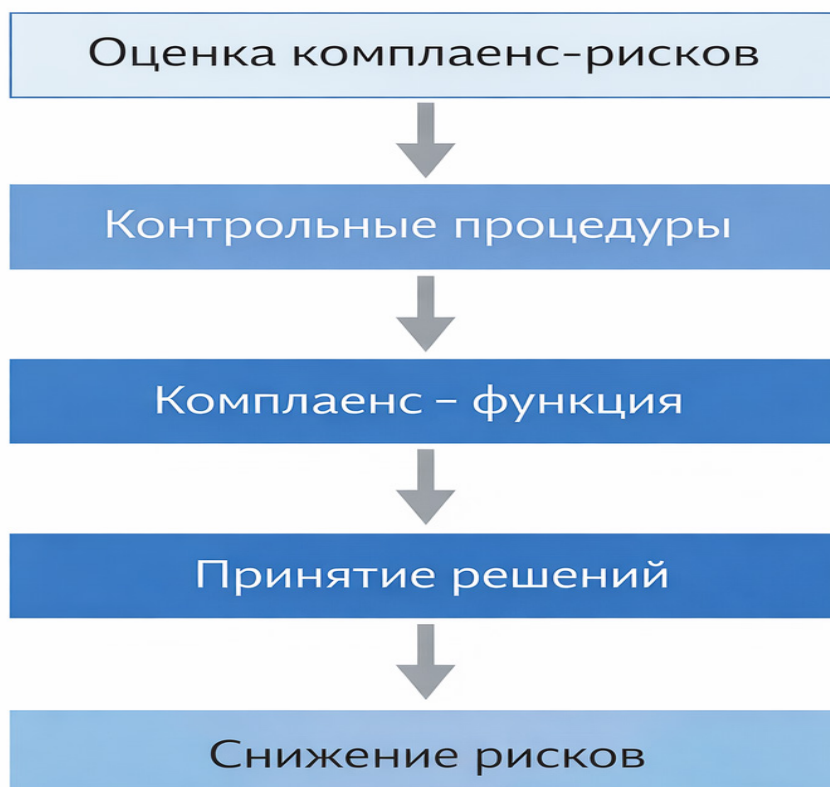 Оценка комплаенс-рисков
Контрольные процедуры
Комплаенс – функция
Принятие решений
Снижение рисков